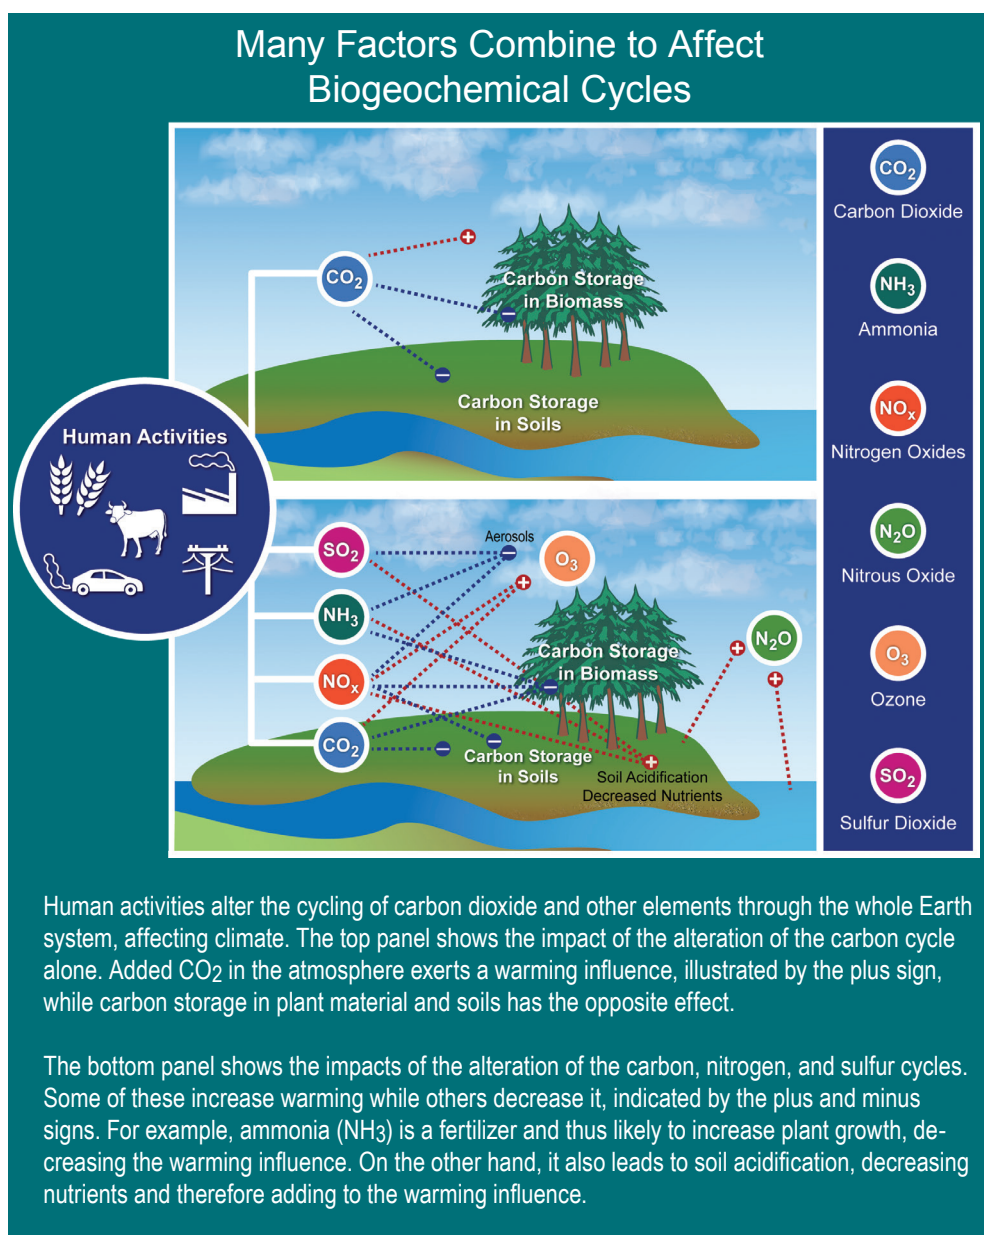 Many Factors Combine to Affect
Biogeochemical Cycles
CO2
Carbon Storage
in Biomass
Carbon Storage
in Soils
Human Activities
SO2
NH3
NOx
CO2
Aerosols
O3
Carbon Storage
in Biomass
N2O
Carbon Storage
in Soils
Soil Acidification
Decreased Nutrients
CO2
Carbon Dioxide
NH3
Ammonia
NOx
Nitrogen Oxides
N2O
Nitrous Oxide
O3
Ozone
SO2
Sulfur Dioxide
Human activities alter the cycling of carbon dioxide and other elements through the whole Earth
system, affecting climate. The top panel shows the impact of the alteration of the carbon cycle
alone. Added CO2 in the atmosphere exerts a warming influence, illustrated by the plus sign,
while carbon storage in plant material and soils has the opposite effect.
The bottom panel shows the impacts of the alteration of the carbon, nitrogen, and sulfur cycles.
Some of these increase warming while others decrease it, indicated by the plus and minus
signs. For example, ammonia (NH3) is a fertilizer and thus likely to increase plant growth, de-
creasing the warming influence. On the other hand, it also leads to soil acidification, decreasing
nutrients and therefore adding to the warming influence.